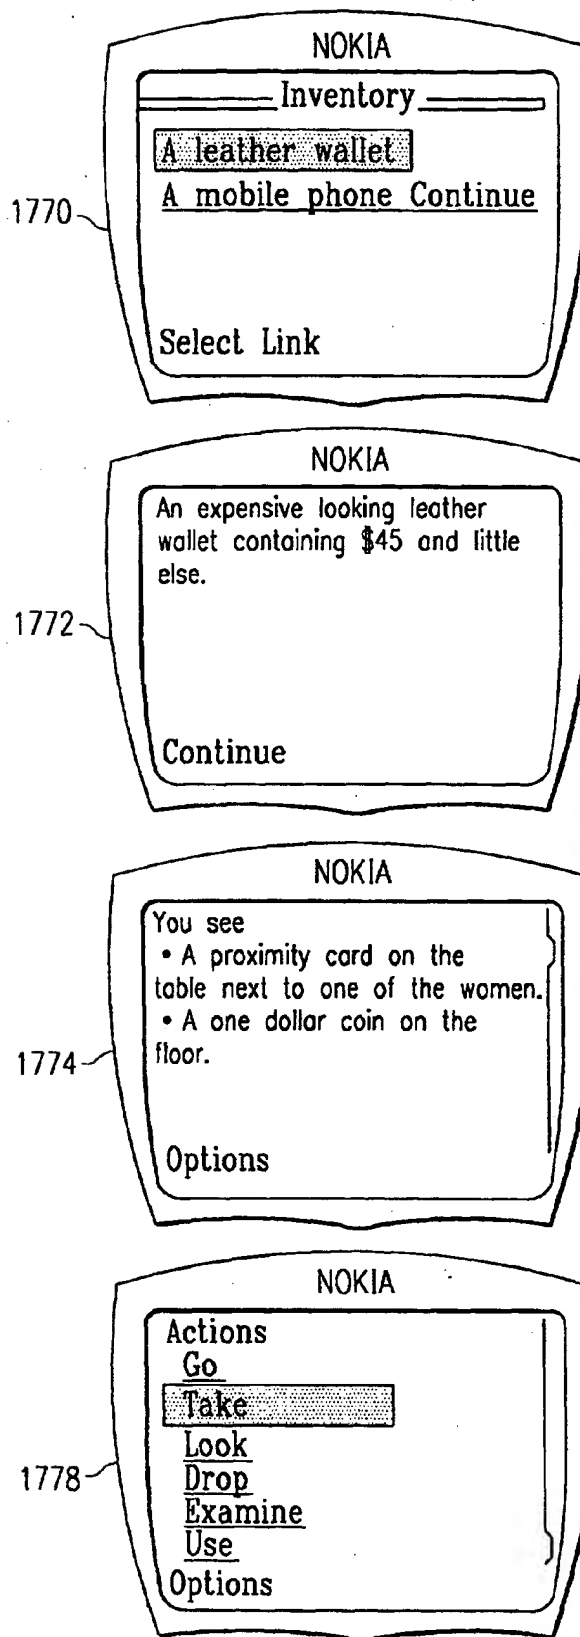 NOKIA
Inventory
A leather wallet
A mobile phone Continue
1770
Select Link
NOKIA
An expensive looking leather
wallet containing $45 and little
else.
1772
Continue
NOKIA
You see
• A proximity card on the
table next to one of the women.
• A one dollar coin on the
floor.
1774
Options
NOKIA
Actions
Go
Take
Look
Drop
Examine
1778
Use
Options